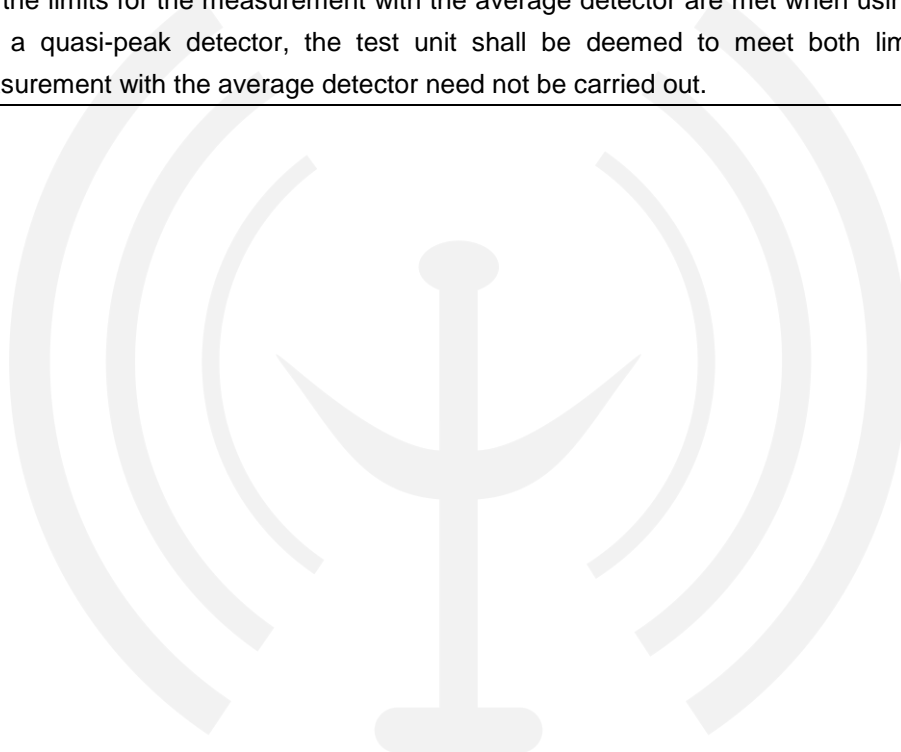 the limits for the measurement with the average detector are met when usin
a quasi-peak detector, the test unit shall be deemed to meet both lim
surement with the average detector need not be carried out.